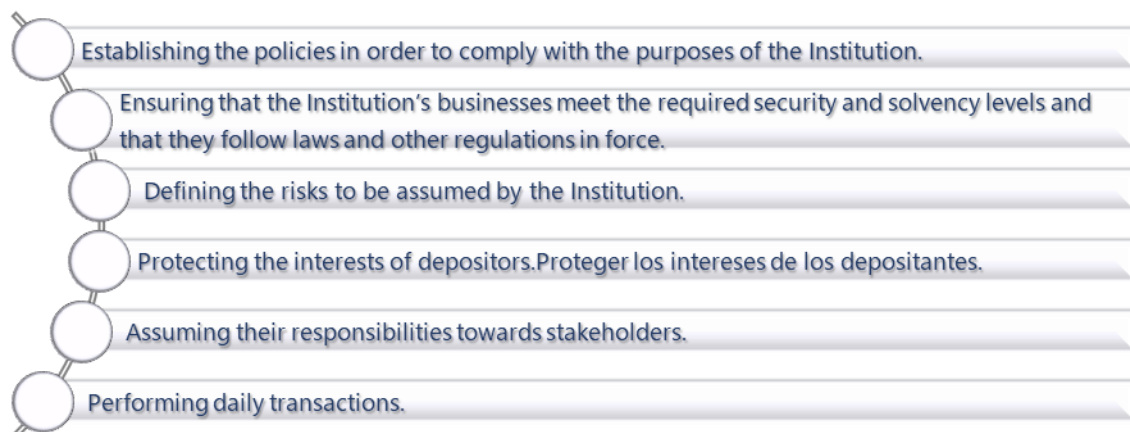 Establishing the policies in order to comply with the purposes of the Institution.
Ensuring that the Institution’s businesses meet the required security and solvency levels and
that they follow laws and other regulations in force.
Defining the risks to be assumed by the Institution.
Protecting the interests of depositors.Proteger los intereses de los depositantes.
Assuming their responsibilities towards stakeholders.
Performing daily transactions.